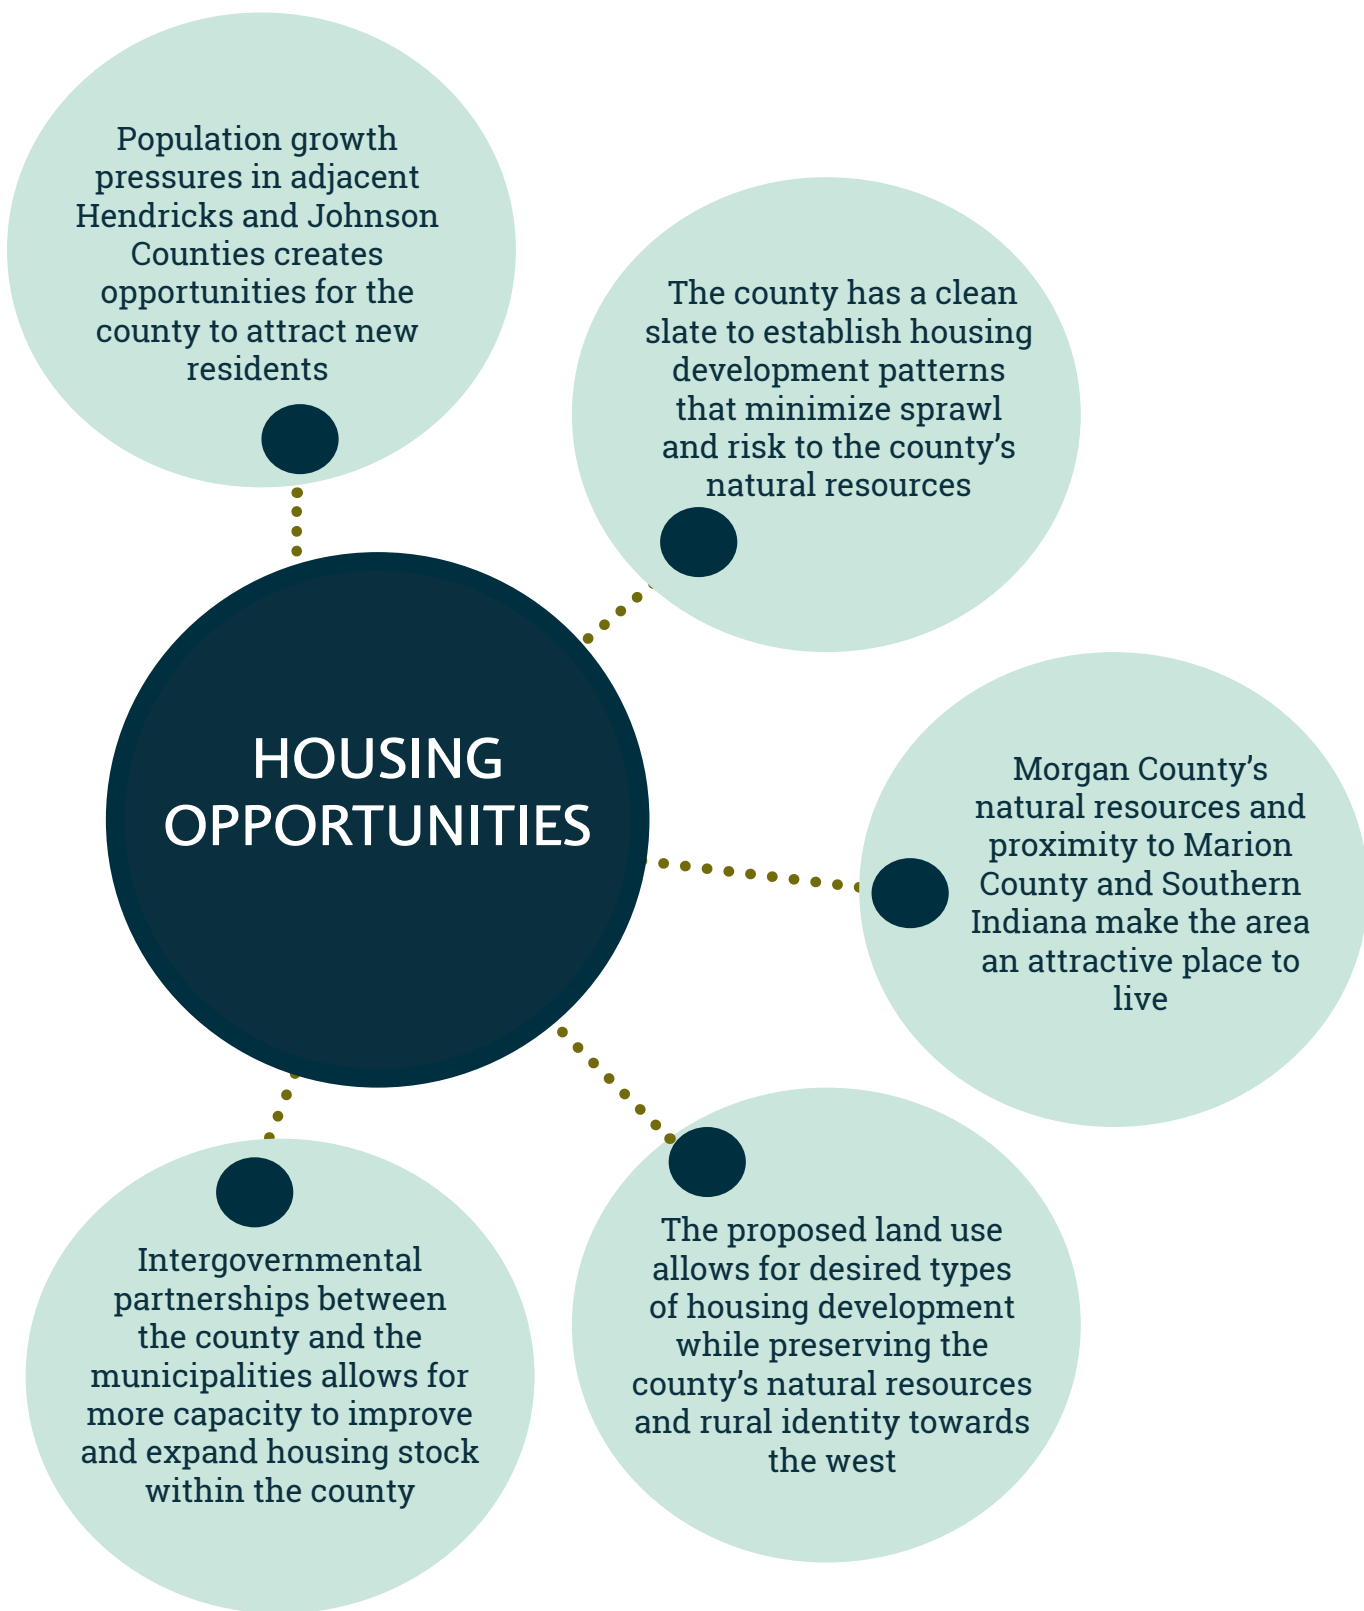 Population growth
pressures in adjacent
Hendricks and Johnson
Counties creates
opportunities for the
county to attract new
residents
The county has a clean
slate to establish housing
development patterns
that minimize sprawl
and risk to the county’s
natural resources
HOUSING
OPPORTUNITIES
Morgan County’s
natural resources and
proximity to Marion
County and Southern
Indiana make the area
an attractive place to
live
The proposed land use
allows for desired types
of housing development
while preserving the
county’s natural resources
and rural identity towards
the west
Intergovernmental
partnerships between
the county and the
municipalities allows for
more capacity to improve
and expand housing stock
within the county